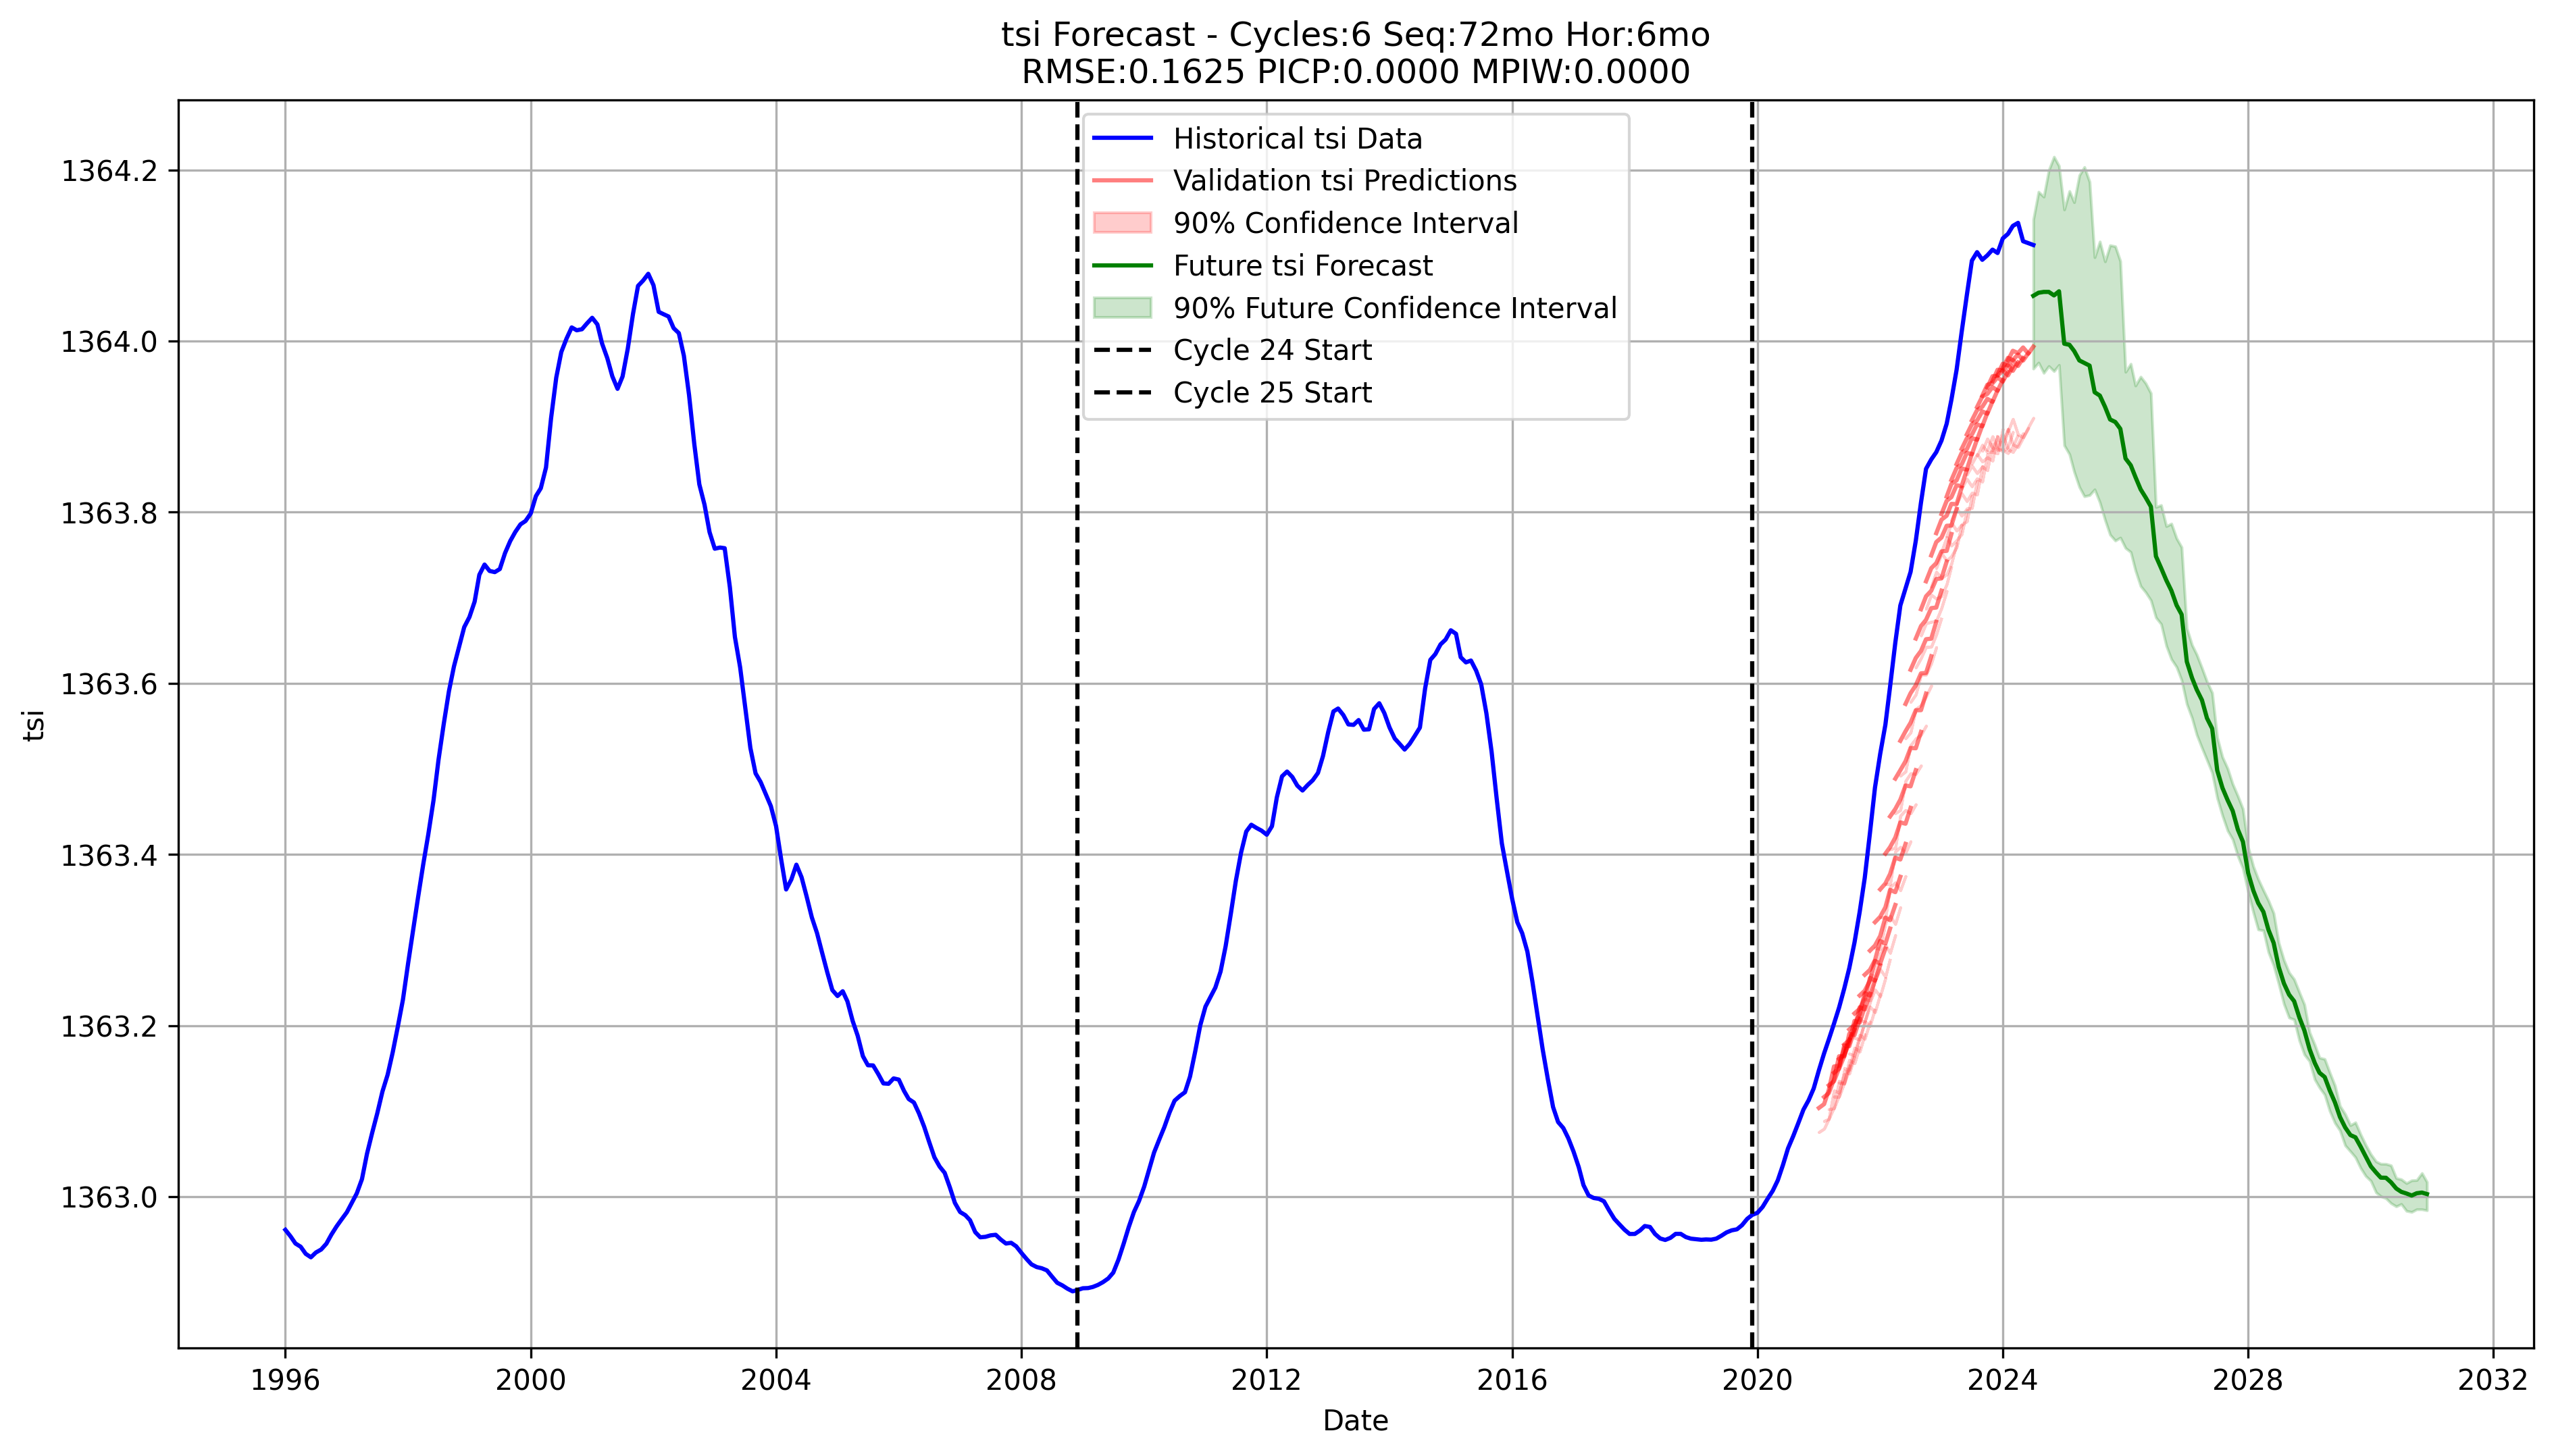 tsi Forecast - Cycles:6 Seq:72mo Hor:6mo
RMSE:0.1625 PICP:0.0000 MPIW:0.0000
Historical tsi Data
Validation tsi Predictions
90% Confidence Interval
Future tsi Forecast
90% Future Confidence Interval
Cycle 24 Start
Cycle 25 Start
1364.2
1364.0
1363.8
1363.6
1363.4
1363.2
1363.0
tsi
1996 2000 2004 2008 2012 2016 2020 2024 2028 2032
Date